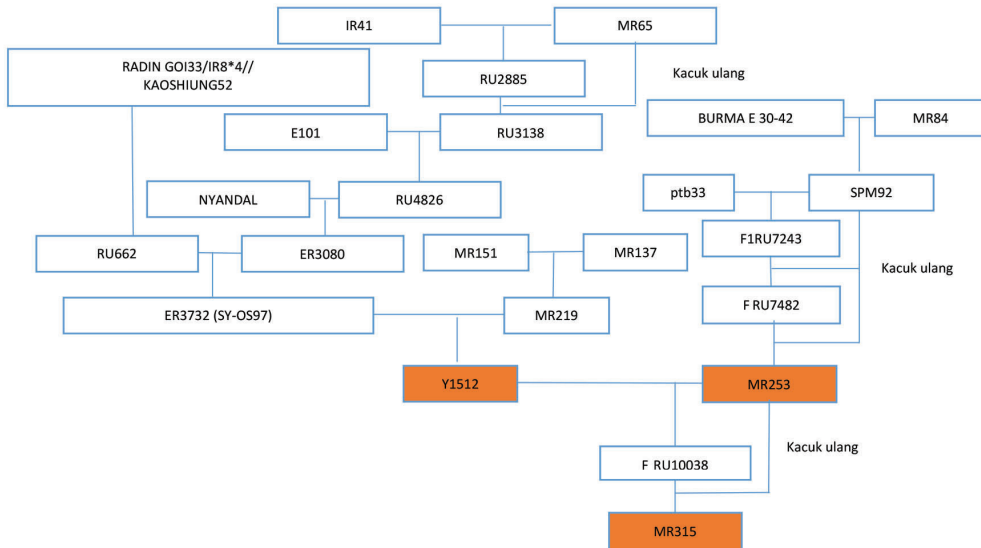 IR41
MR65
RADIN GOI33/IR8*4//
KAOSHIUNG52
RU2885
Kacuk ulang
BURMA E 30-42
MR84
E101
RU3138
NYANDAL
RU4826
ptb33
SPM92
RU662
ER3080
MR151
MR137
F1RU7243
Kacuk ulang
ER3732 (SY-OS97)
MR219
F RU7482
Y1512
MR253
Kacuk ulang
F RU10038
MR315